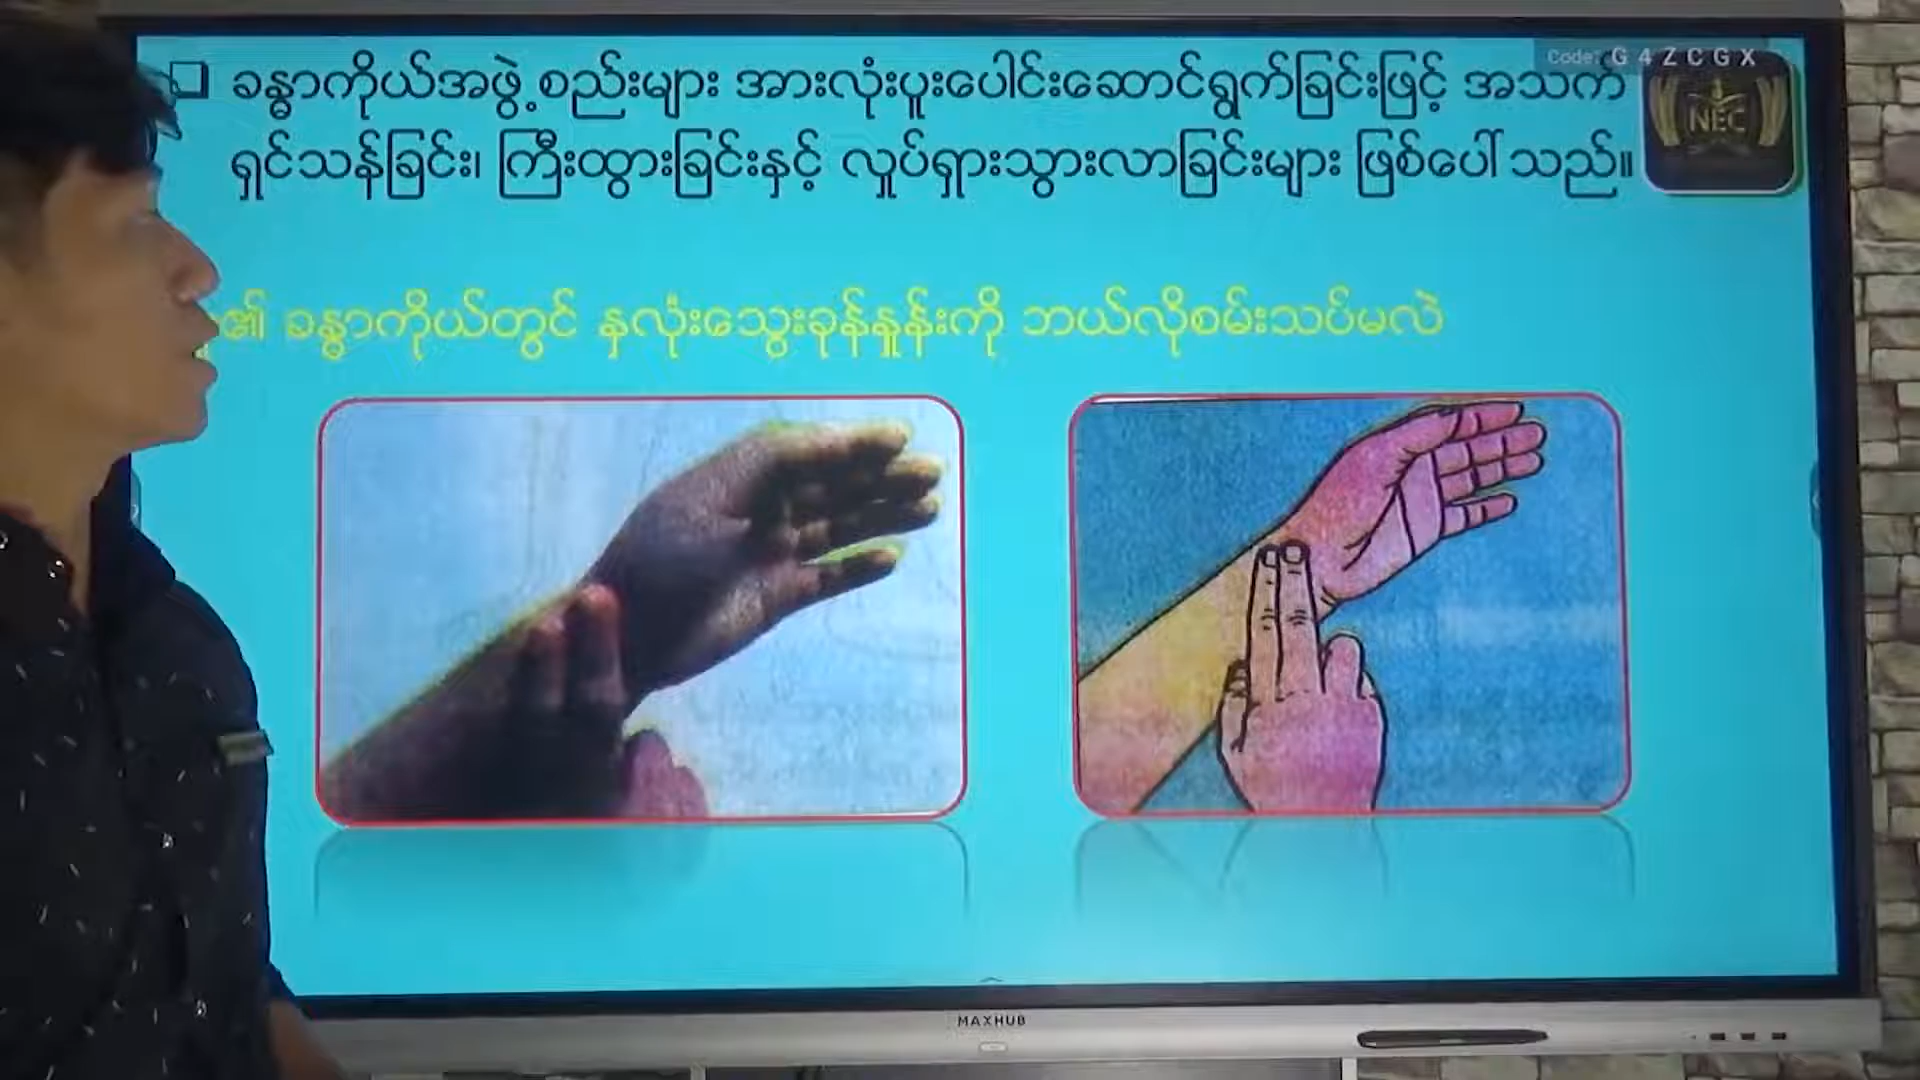 Code: G4ZCGX
ခန္ဓာကိုယ်အဖွဲ့စည်းများ အားလုံးပူးပေါင်းဆောင်ရွက်ခြင်းဖြင့် အသက်
NEC
ရှင်သန်ခြင်း၊ ကြီးထွားခြင်းနှင့် လှုပ်ရှားသွားလာခြင်းများ ဖြစ်ပေါ်သည်။
၏ ခန္ဓာကိုယ်တွင် နှလုံးသွေးခုန်နှုန်းကို ဘယ်လိုစမ်းသပ်မလဲ
MAXHUB